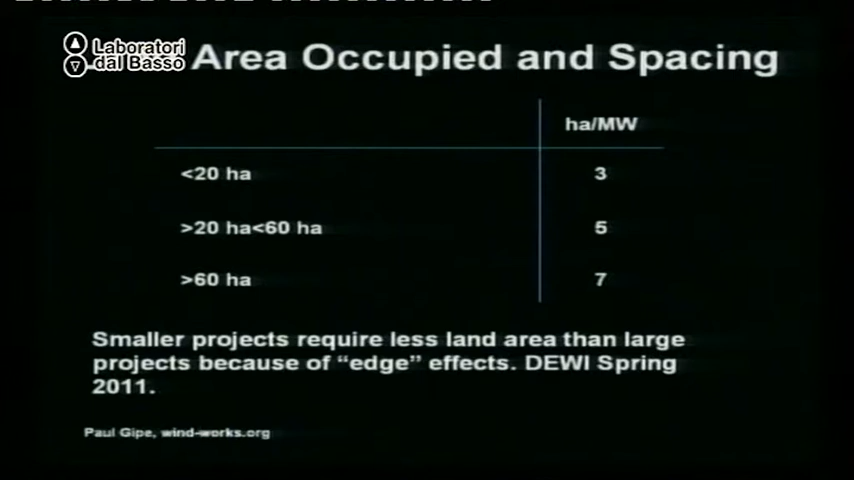 Laboratori
dal Basso
Area Occupied and Spacing
ha/MW
<20 ha 3
>20 ha<60 ha 5
>60 ha 7
Smaller projects require less land area than large
projects because of “edge” effects. DEWI Spring
2011.
Paul Gipe, wind-works.org